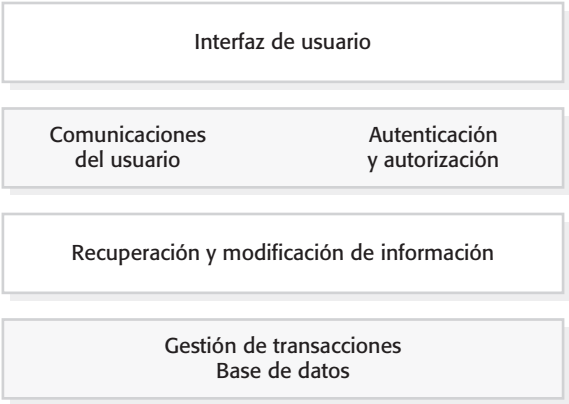 Interfaz de usuario
Comunicaciones
del usuario
Autenticación
y autorización
Recuperación y modificación de información
Gestión de transacciones
Base de datos